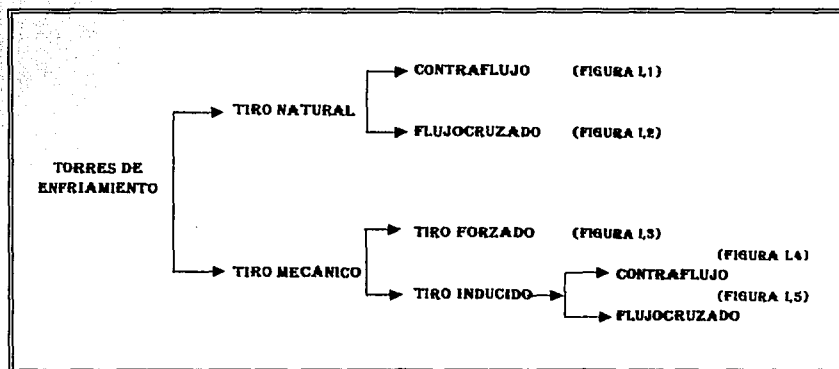 CONTRAFLUJO (FIGURA I,1)
TIRO NATURAL
FLUJOCRUZADO (FIGURA I,2)
TORRES DE
ENFRIAMIENTO
TIRO FORZADO (FIGURA I,3)
(FIGURA I,4)
TIRO MECÁNICO
CONTRAFLUJO
TIRO INDUCIDO
(FIGURA I,5)
FLUJOCRUZADO